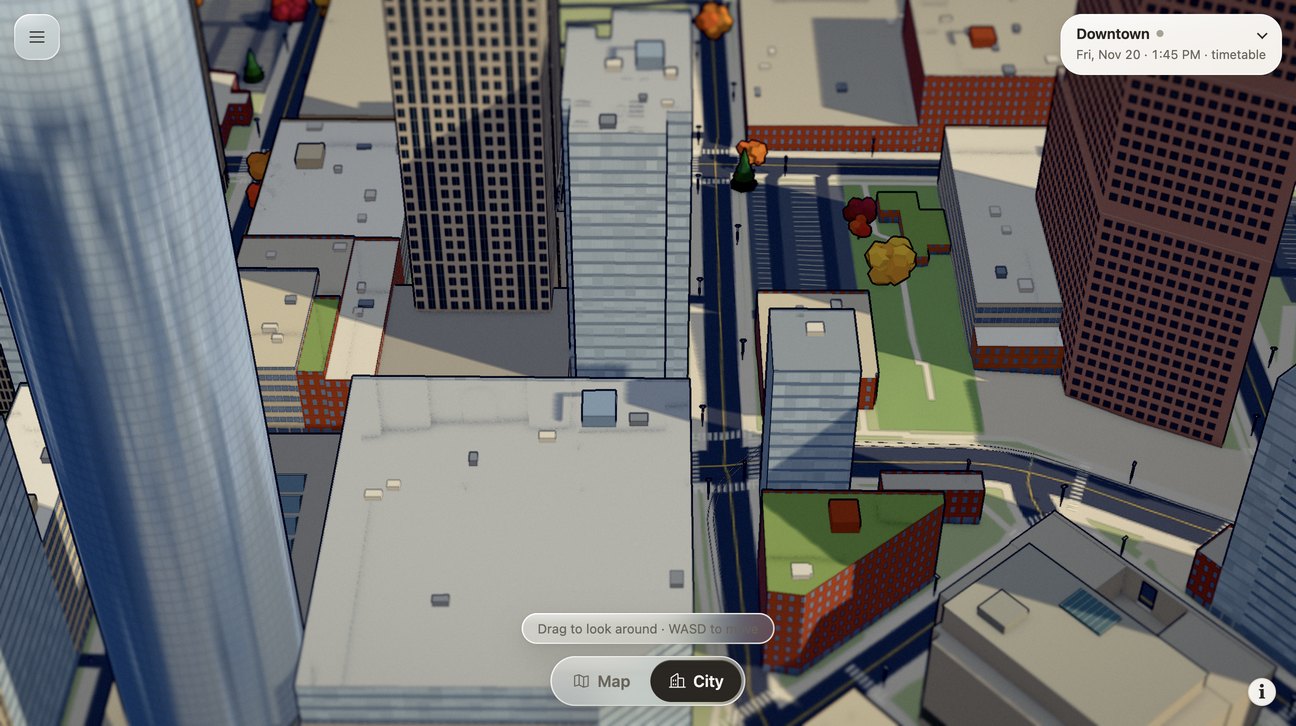 Downtown
Fri, Nov 20 · 1:45 PM · timetable
Drag to look around · WASD to move
Map
City
i